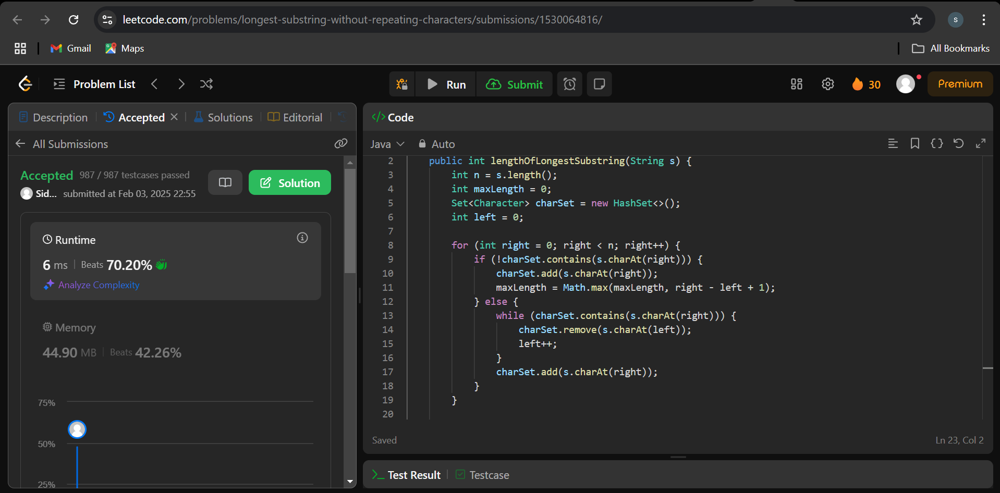 leetcode.com/problems/longest-substring-without-repeating-characters/submissions/1530064816/
S
Gmail
Maps
All Bookmarks
Problem List
Run
Submit
30
Premium
Description
Accepted
Solutions
Editorial
All Submissions
Accepted 987 / 987 testcases passed
Sid... submitted at Feb 03, 2025 22:55
Solution
Runtime
6 ms | Beats 70.20%
Analyze Complexity
Memory
44.90 MB | Beats 42.26%
75%
50%
25%
</> Code
Java
Auto
2 public int lengthOfLongestSubstring(String s) {
3 int n = s.length();
4 int maxLength = 0;
5 Set<Character> charSet = new HashSet<>();
6 int left = 0;
7
8 for (int right = 0; right < n; right++) {
9 if (!charSet.contains(s.charAt(right))) {
10 charSet.add(s.charAt(right));
11 maxLength = Math.max(maxLength, right - left + 1);
12 } else {
13 while (charSet.contains(s.charAt(right))) {
14 charSet.remove(s.charAt(left));
15 left++;
16 }
17 charSet.add(s.charAt(right));
18 }
19 }
20
Saved
Ln 23, Col 2
Test Result
Testcase